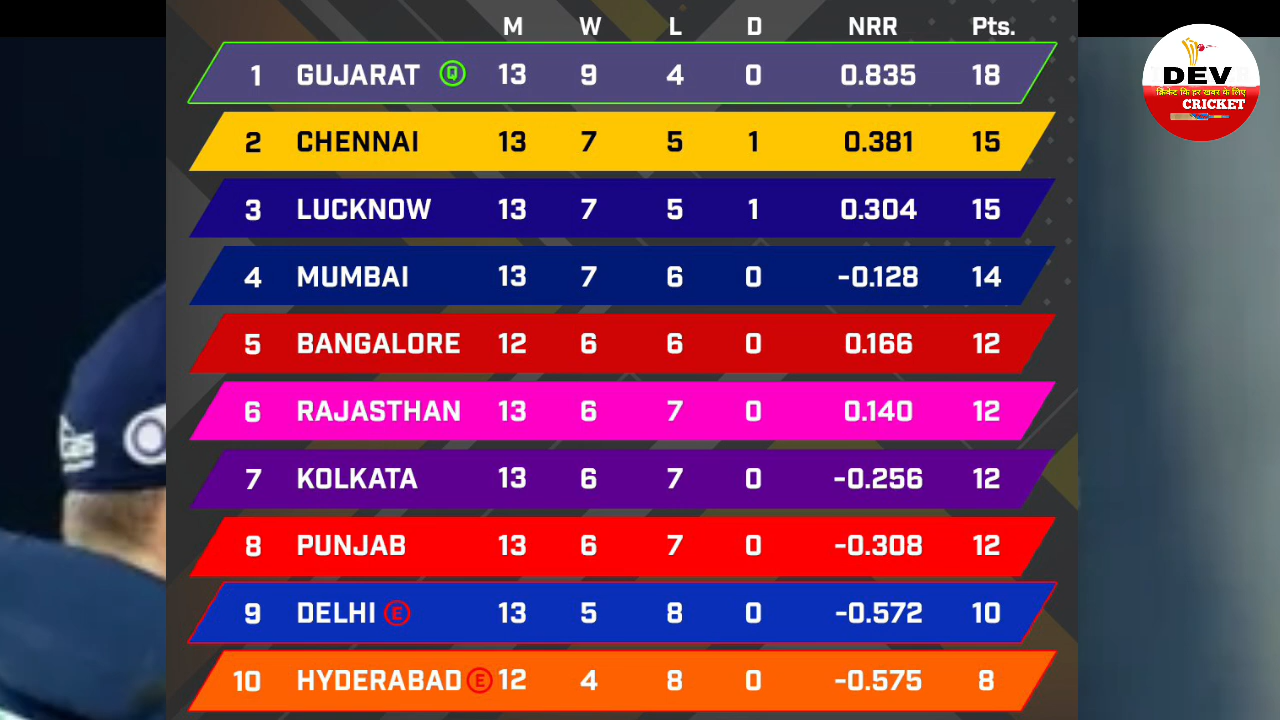 M W L D NRR Pts.
1 GUJARAT Q 13 9 4 0 0.835 18
2 CHENNAI 13 7 5 1 0.381 15
3 LUCKNOW 13 7 5 1 0.304 15
4 MUMBAI 13 7 6 0 -0.128 14
5 BANGALORE 12 6 6 0 0.166 12
6 RAJASTHAN 13 6 7 0 0.140 12
7 KOLKATA 13 6 7 0 -0.256 12
8 PUNJAB 13 6 7 0 -0.308 12
9 DELHI E 13 5 8 0 -0.572 10
10 HYDERABAD E 12 4 8 0 -0.575 8
DEV
क्रिकेट कि हर खबर के लिए
CRICKET